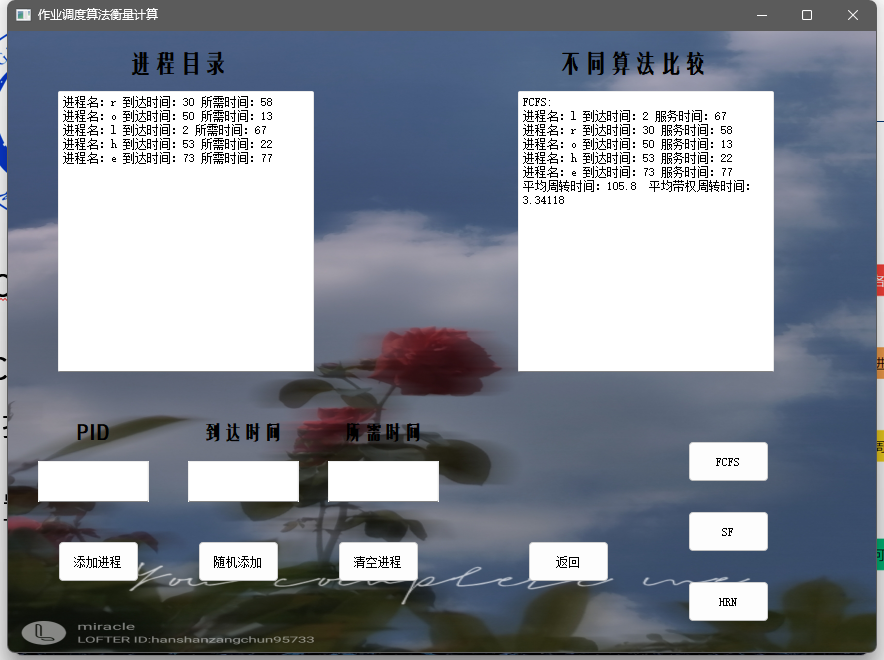 作业调度算法衡量计算
进程目录
不同算法比较
进程名：r 到达时间：30 所需时间：58
进程名：o 到达时间：50 所需时间：13
进程名：l 到达时间：2 所需时间：67
进程名：h 到达时间：53 所需时间：22
进程名：e 到达时间：73 所需时间：77
FCFS:
进程名：l 到达时间：2 服务时间：67
进程名：r 到达时间：30 服务时间：58
进程名：o 到达时间：50 服务时间：13
进程名：h 到达时间：53 服务时间：22
进程名：e 到达时间：73 服务时间：77
平均周转时间：105.8 平均带权周转时间：
3.34118
PID
到达时间
所需时间
FCFS
SF
HRN
添加进程
随机添加
清空进程
返回
You complete me
miracle
LOFTER ID:hanshanzangchun95733